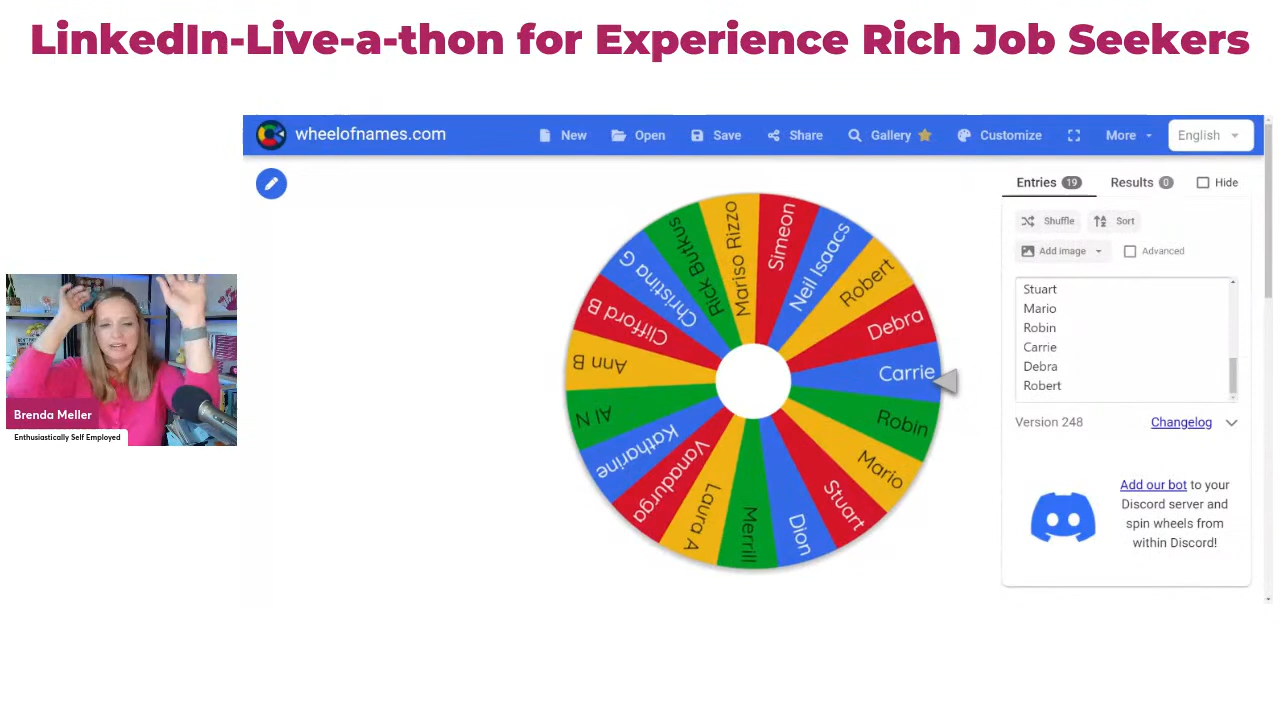 LinkedIn-Live-a-thon for Experience Rich Job Seekers
wheelofnames.com
New
Open
Save
Share
Gallery
Customize
More
English
Entries 19
Results 0
Hide
Shuffle
Sort
Add image
Advanced
Stuart
Mario
Robin
Carrie
Debra
Robert
Version 248
Changelog
Add our bot to your
Discord server and
spin wheels from
within Discord!
Simeon
Neil Isaacs
Robert
Debra
Carrie
Robin
Mario
Stuart
Dion
Merrill
Laura A
Vanadurga
Katharine
Al N
Ann B
Clifford B
Christina G
Rick Butkus
Mariso Rizzo
Brenda Meller
Enthusiastically Self Employed